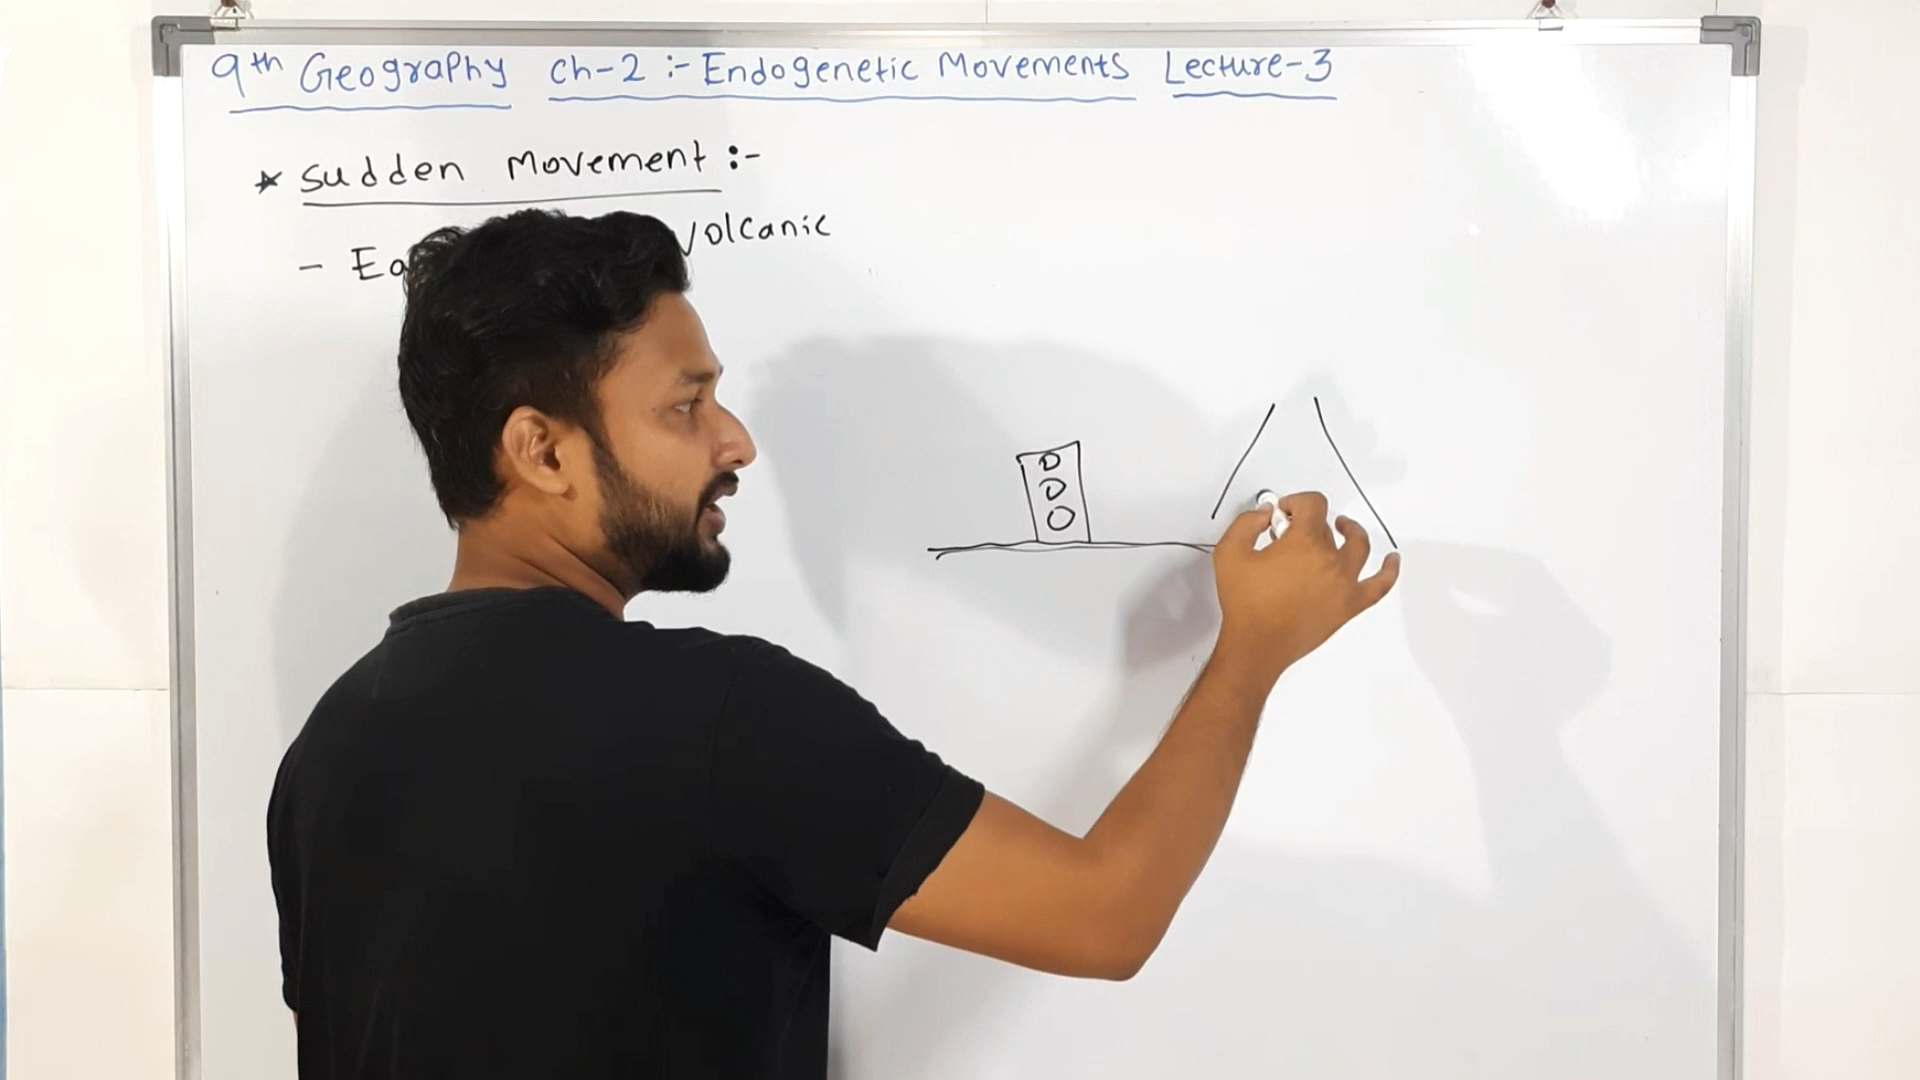 9th Geography ch-2 :- Endogenetic Movements Lecture-3
* Sudden Movement :-
- Ea volcanic